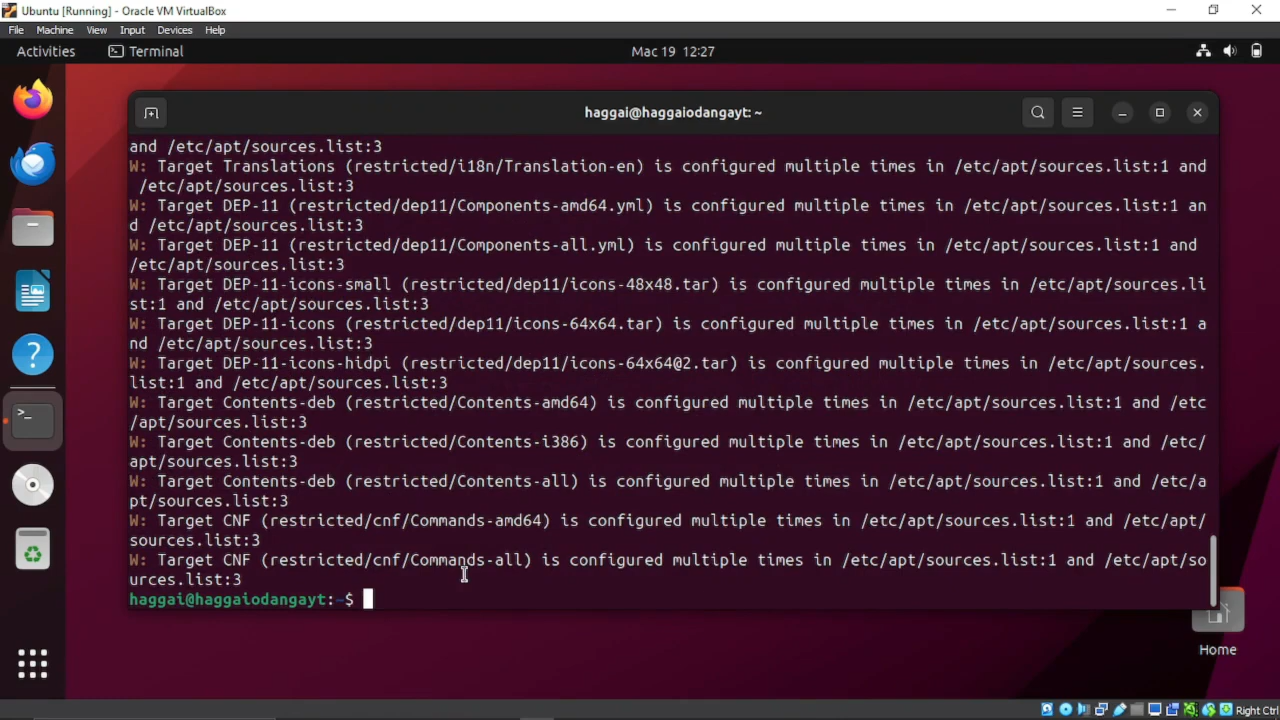 Ubuntu [Running] - Oracle VM VirtualBox
File Machine View Input Devices Help
Activities Terminal Mac 19 12:27
haggai@haggaiodangayt: ~
and /etc/apt/sources.list:3
W: Target Translations (restricted/i18n/Translation-en) is configured multiple times in /etc/apt/sources.list:1 and
/etc/apt/sources.list:3
W: Target DEP-11 (restricted/dep11/Components-amd64.yml) is configured multiple times in /etc/apt/sources.list:1 an
d /etc/apt/sources.list:3
W: Target DEP-11 (restricted/dep11/Components-all.yml) is configured multiple times in /etc/apt/sources.list:1 and
/etc/apt/sources.list:3
W: Target DEP-11-icons-small (restricted/dep11/icons-48x48.tar) is configured multiple times in /etc/apt/sources.li
st:1 and /etc/apt/sources.list:3
W: Target DEP-11-icons (restricted/dep11/icons-64x64.tar) is configured multiple times in /etc/apt/sources.list:1 a
nd /etc/apt/sources.list:3
W: Target DEP-11-icons-hidpi (restricted/dep11/icons-64x64@2.tar) is configured multiple times in /etc/apt/sources.
list:1 and /etc/apt/sources.list:3
W: Target Contents-deb (restricted/Contents-amd64) is configured multiple times in /etc/apt/sources.list:1 and /etc
/apt/sources.list:3
W: Target Contents-deb (restricted/Contents-i386) is configured multiple times in /etc/apt/sources.list:1 and /etc/
apt/sources.list:3
W: Target Contents-deb (restricted/Contents-all) is configured multiple times in /etc/apt/sources.list:1 and /etc/a
pt/sources.list:3
W: Target CNF (restricted/cnf/Commands-amd64) is configured multiple times in /etc/apt/sources.list:1 and /etc/apt/
sources.list:3
W: Target CNF (restricted/cnf/Commands-all) is configured multiple times in /etc/apt/sources.list:1 and /etc/apt/so
urces.list:3
haggai@haggaiodangayt:~$
Home
Right Ctrl